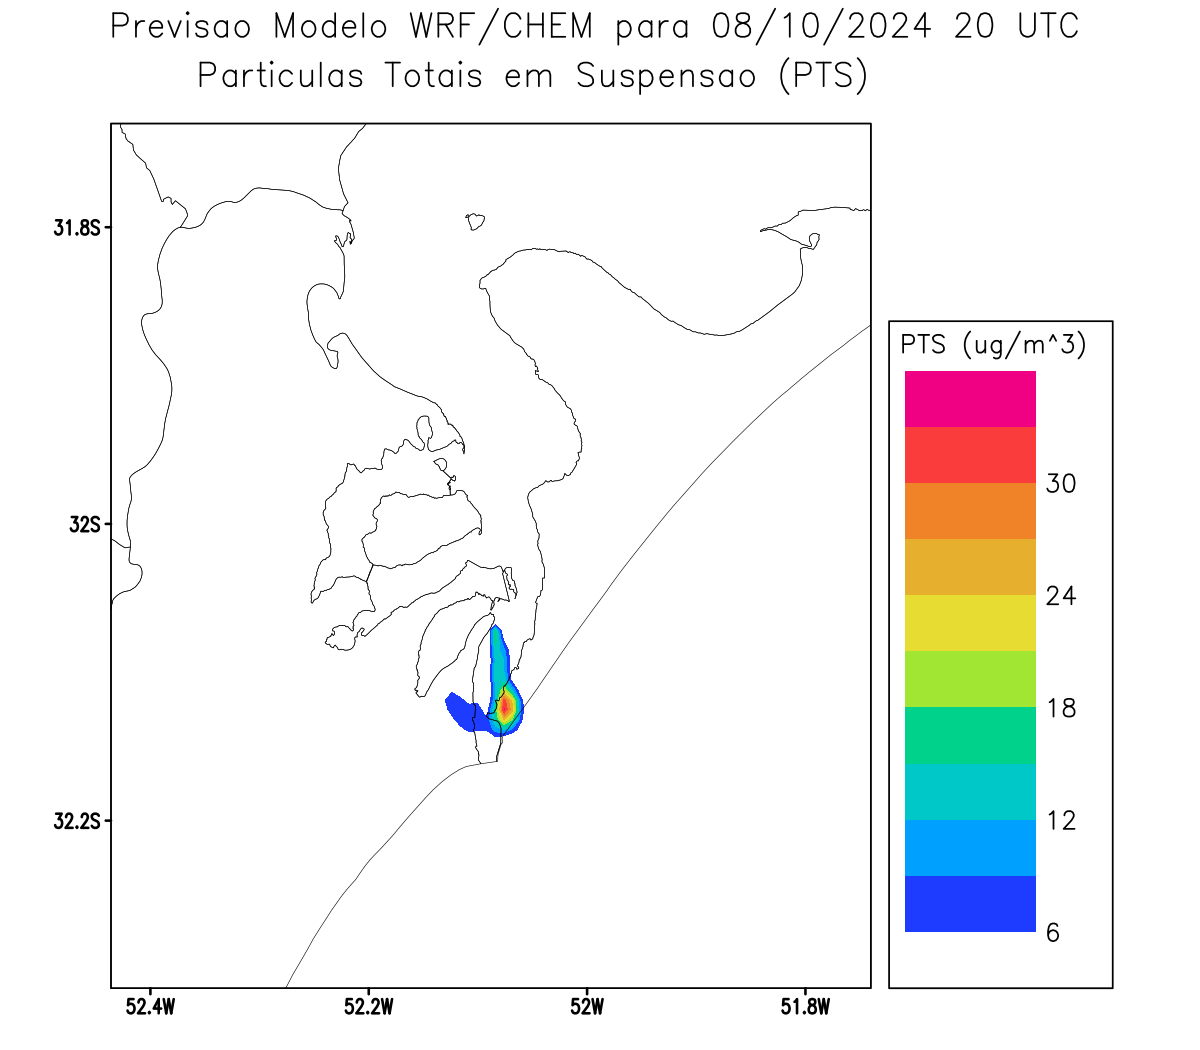 Previsao Modelo WRF/CHEM para 08/10/2024 20 UTC
Particulas Totais em Suspensao (PTS)
31.8S
32S
32.2S
52.4W
52.2W
52W
51.8W
PTS (ug/m^3)
30
24
18
12
6